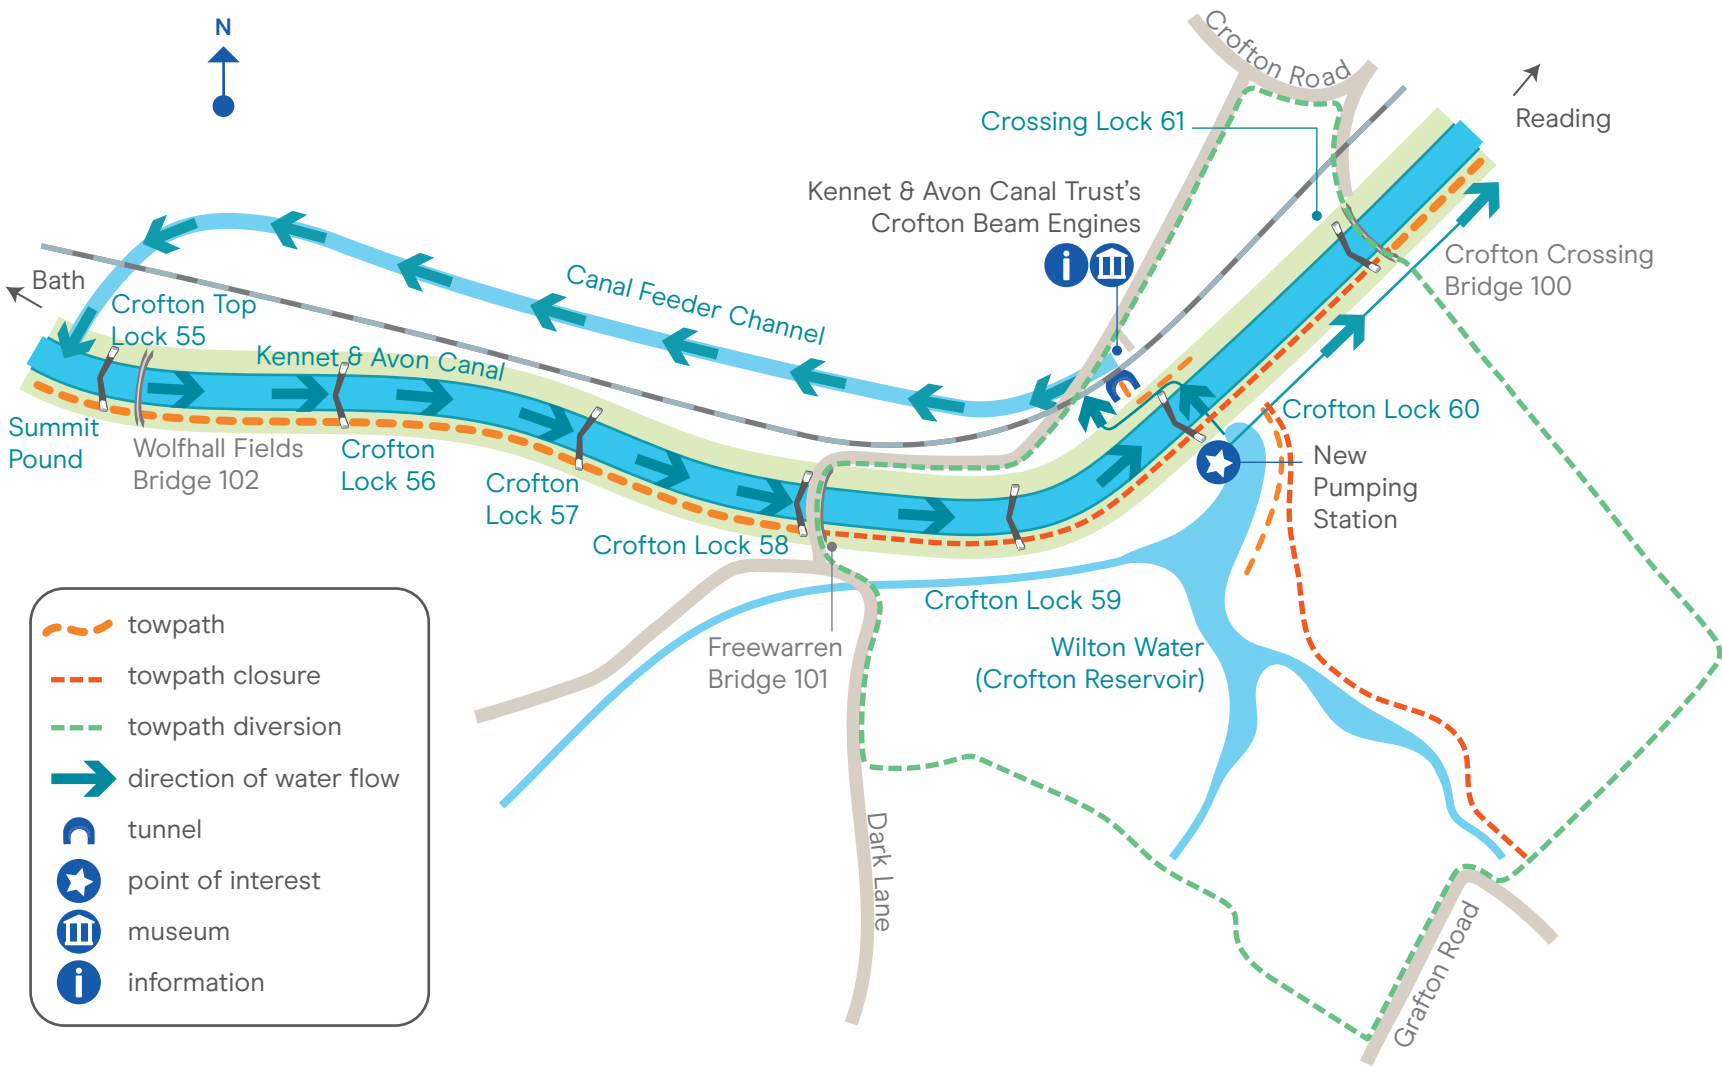 N
Crofton Road
Reading
Crossing Lock 61
Kennet & Avon Canal Trust's
Crofton Beam Engines
Crofton Crossing
Bridge 100
Bath
Canal Feeder Channel
Crofton Top
Lock 55
Kennet & Avon Canal
Summit
Pound
Wolfhall Fields
Bridge 102
Crofton
Lock 56
Crofton
Lock 57
Crofton Lock 58
Crofton Lock 60
New
Pumping
Station
Crofton Lock 59
Freewarren
Bridge 101
Wilton Water
(Crofton Reservoir)
Dark Lane
Grafton Road
towpath
towpath closure
towpath diversion
direction of water flow
tunnel
point of interest
museum
information